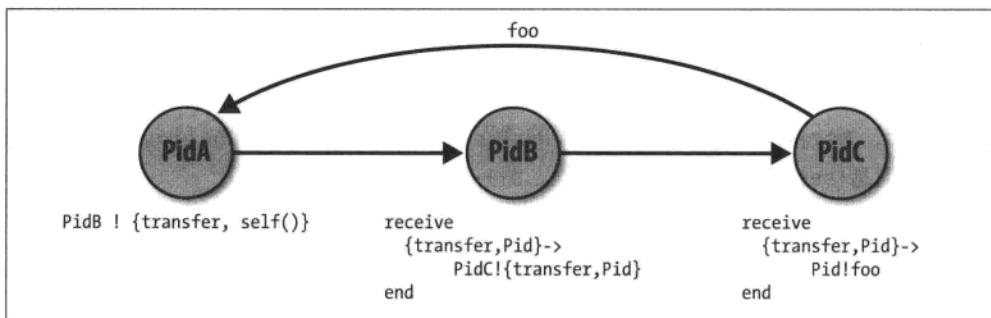 foo
PidA
PidB
PidC
PidB ! {transfer, self()}
receive
{transfer,Pid}->
PidC!{transfer,Pid}
end
receive
{transfer,Pid}->
Pid!foo
end